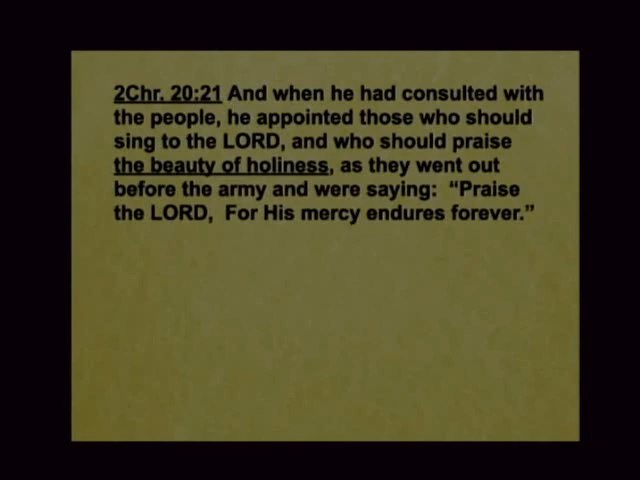 2Chr. 20:21 And when he had consulted with
the people, he appointed those who should
sing to the LORD, and who should praise
the beauty of holiness, as they went out
before the army and were saying:  “Praise
the LORD,  For His mercy endures forever.”